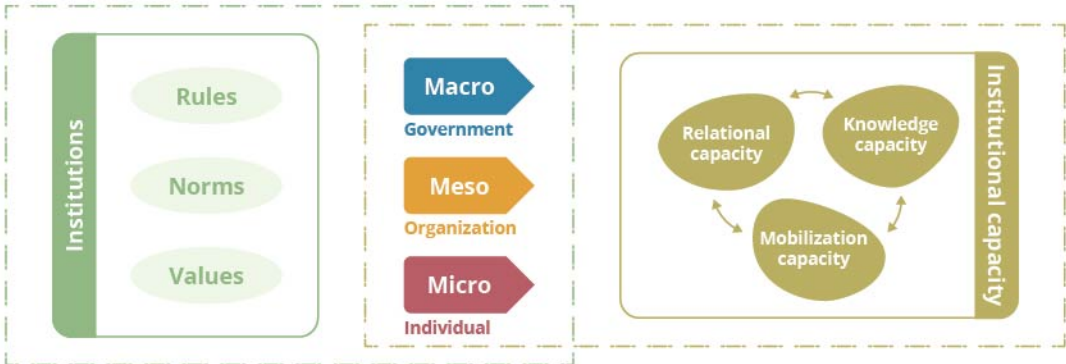 Institutions
Rules
Norms
Values
Macro
Government
Meso
Organization
Micro
Individual
Relational
capacity
Knowledge
capacity
Mobilization
capacity
Institutional capacity